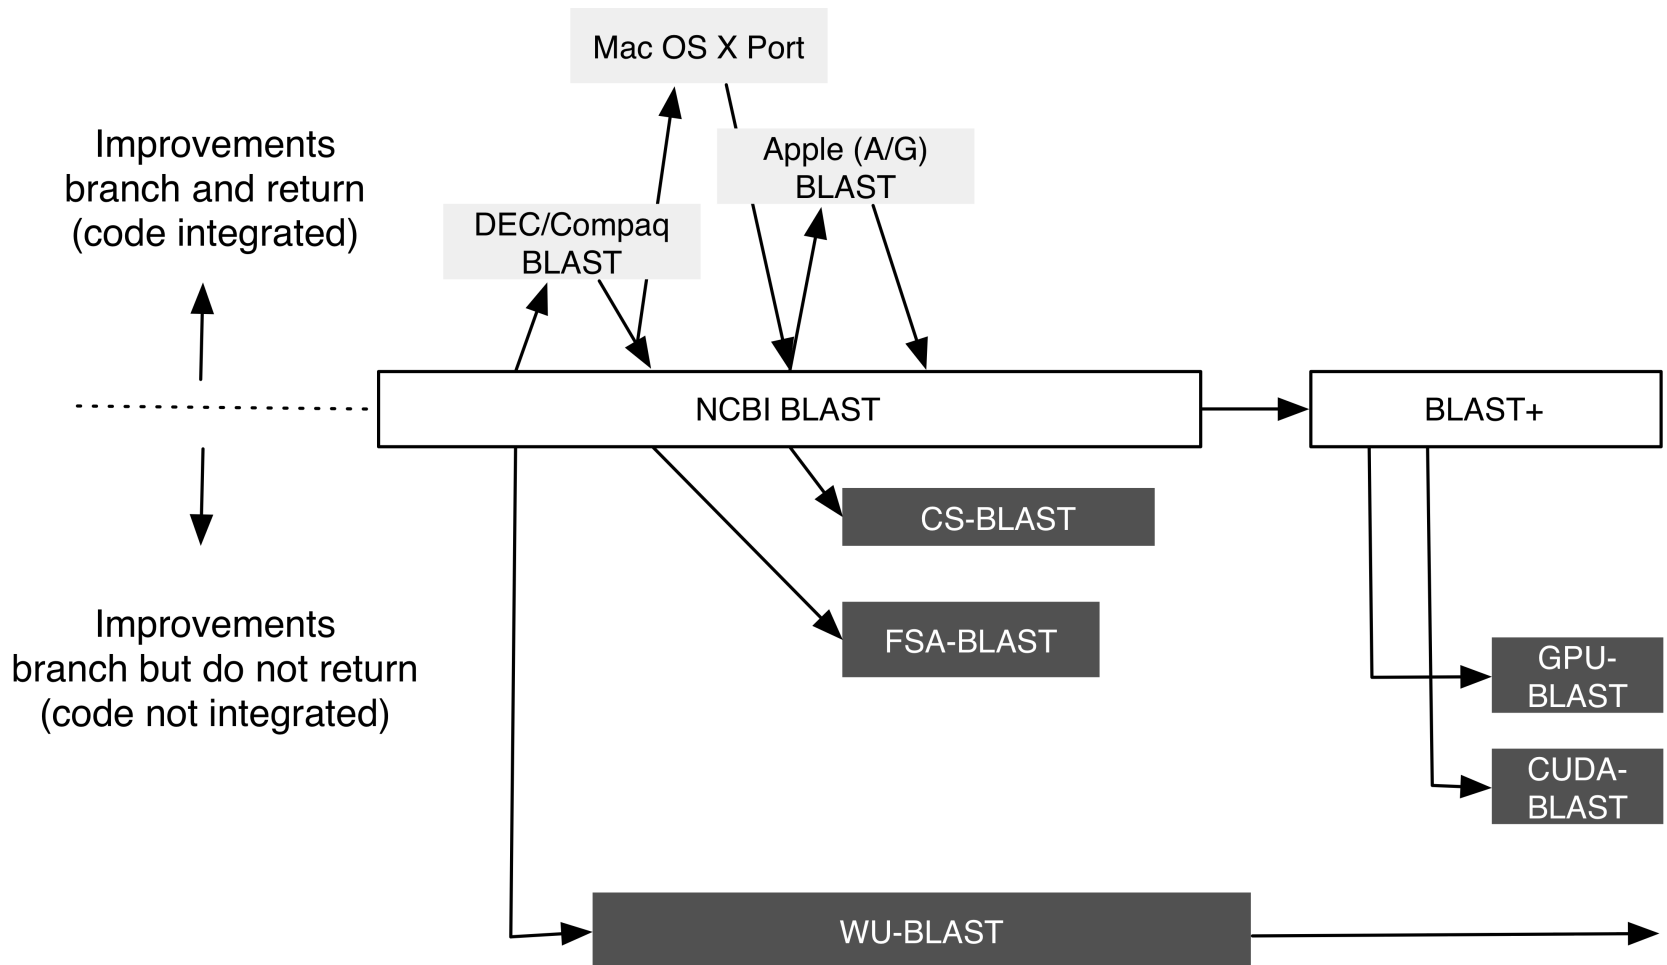 Mac OS X Port
Apple (A/G)
BLAST
DEC/Compaq
BLAST
Improvements
branch and return
(code integrated)
NCBI BLAST
BLAST+
CS-BLAST
FSA-BLAST
GPU-
BLAST
CUDA-
BLAST
WU-BLAST
Improvements
branch but do not return
(code not integrated)